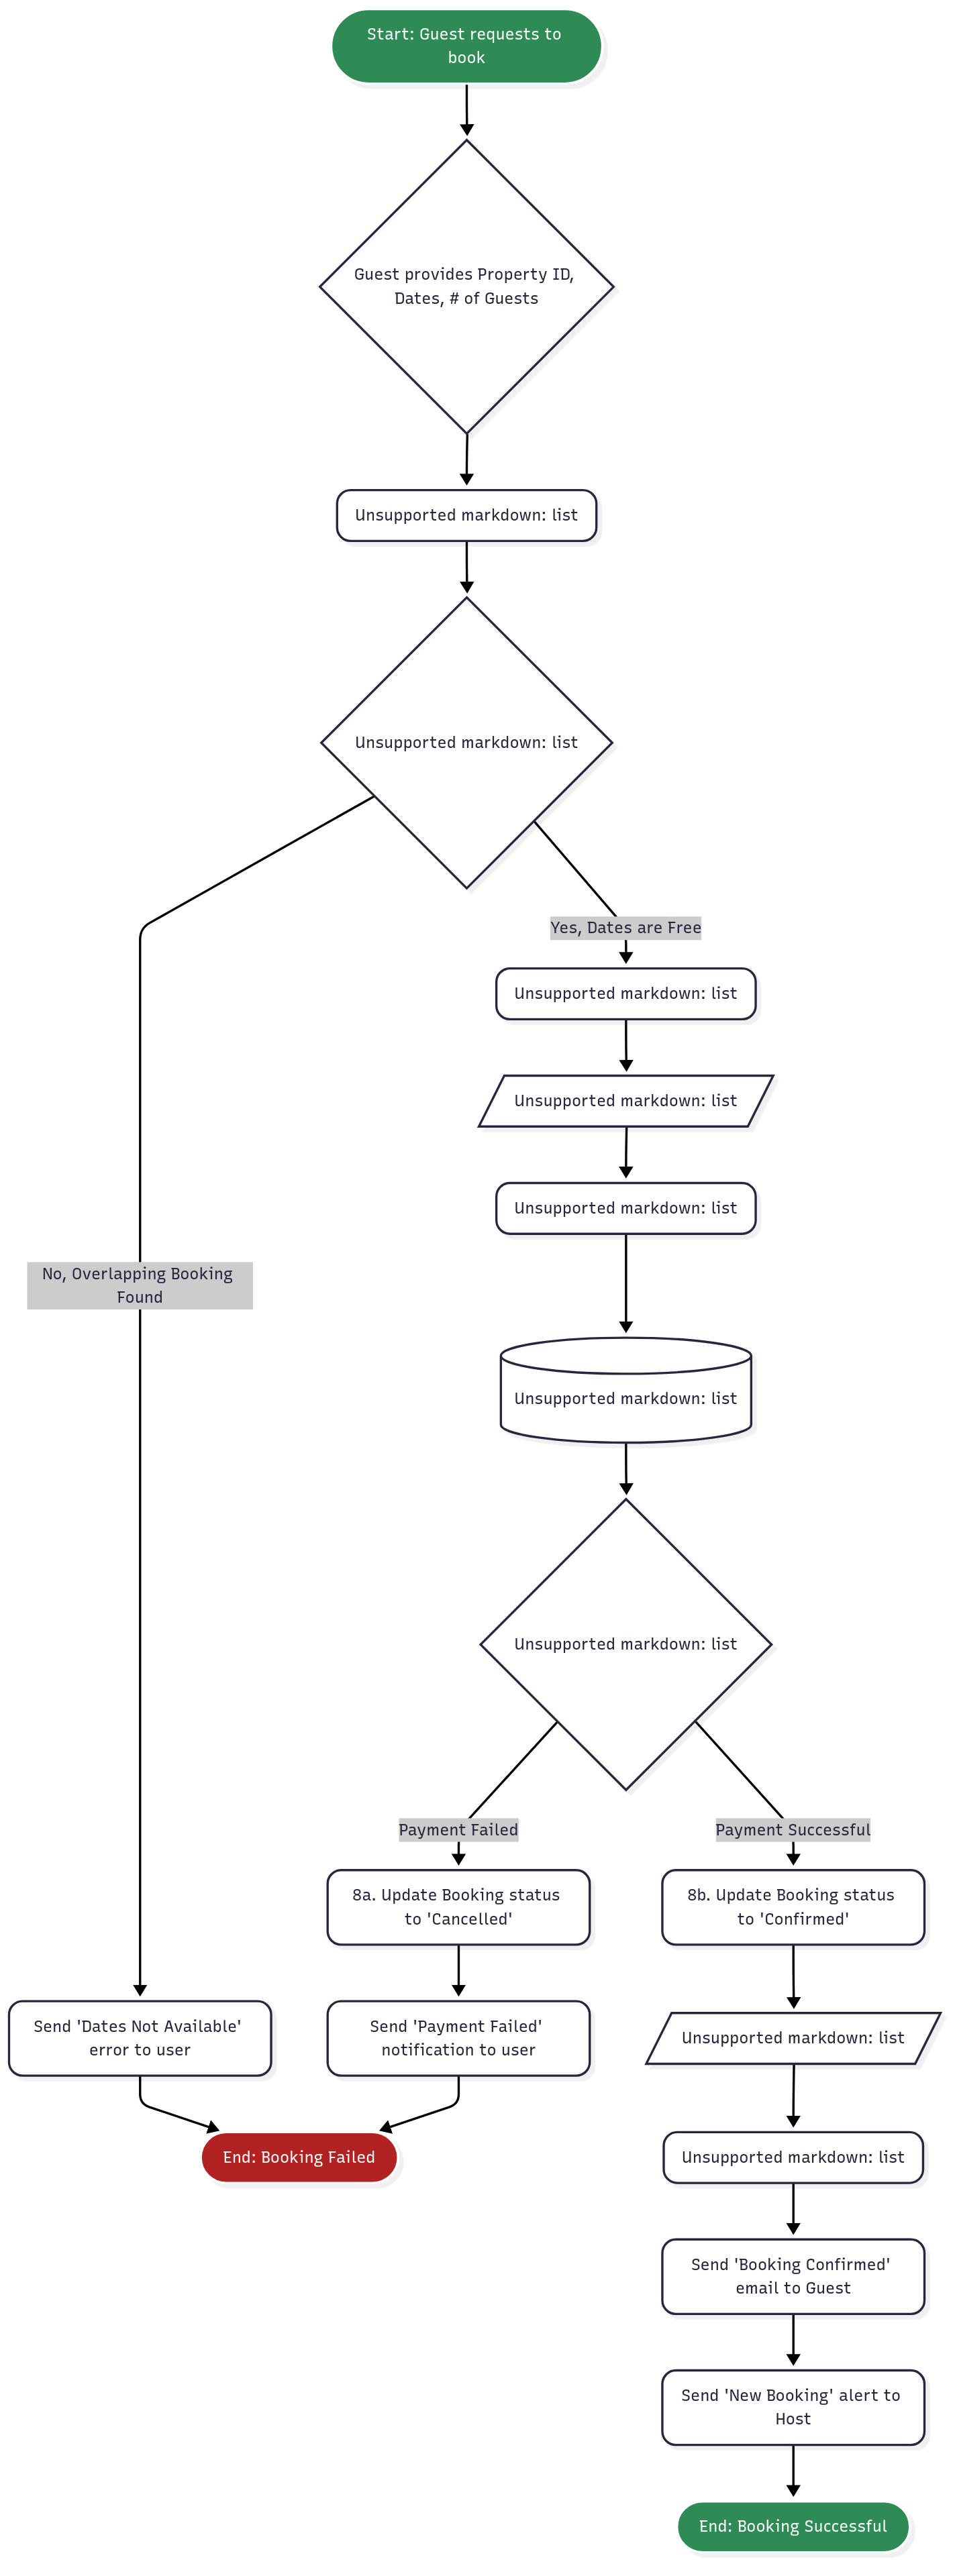 Start: Guest requests to
book
Guest provides Property ID,
Dates, # of Guests
Unsupported markdown: list
Unsupported markdown: list
Yes, Dates are Free
Unsupported markdown: list
Unsupported markdown: list
Unsupported markdown: list
No, Overlapping Booking
Found
Unsupported markdown: list
Unsupported markdown: list
Payment Failed
Payment Successful
8a. Update Booking status
to 'Cancelled'
8b. Update Booking status
to 'Confirmed'
Send 'Dates Not Available'
error to user
Send 'Payment Failed'
notification to user
Unsupported markdown: list
End: Booking Failed
Unsupported markdown: list
Send 'Booking Confirmed'
email to Guest
Send 'New Booking' alert to
Host
End: Booking Successful